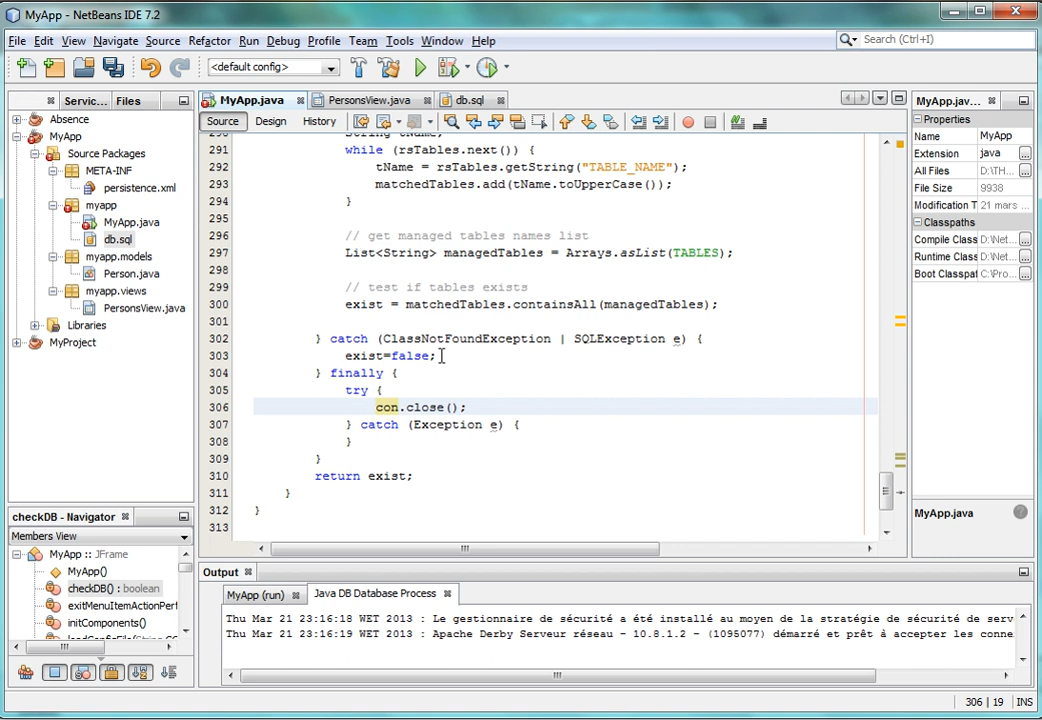 MyApp - NetBeans IDE 7.2
File Edit View Navigate Source Refactor Run Debug Profile Team Tools Window Help
Search (Ctrl+I)
<default config>
Servic... Files
MyApp.java PersonsView.java db.sql
MyApp.jav...
Source Design History
Absence
MyApp
Source Packages
META-INF
persistence.xml
myapp
MyApp.java
db.sql
myapp.models
Person.java
myapp.views
PersonsView.java
Libraries
MyProject
291 while (rsTables.next()) {
292 tName = rsTables.getString("TABLE_NAME");
293 matchedTables.add(tName.toUpperCase());
294 }
295
296 // get managed tables names list
297 List<String> managedTables = Arrays.asList(TABLES);
298
299 // test if tables exists
300 exist = matchedTables.containsAll(managedTables);
301
302 } catch (ClassNotFoundException | SQLException e) {
303 exist=false;
304 } finally {
305 try {
306 con.close();
307 } catch (Exception e) {
308 }
309 }
310 return exist;
311 }
312 }
313
Properties
Name MyApp
Extension java
All Files D:\TH...
File Size 9938
Modification T 21 mars ...
Classpaths
Compile Class D:\Net...
Runtime Class D:\Net...
Boot Classpat C:\Pro...
MyApp.java
checkDB - Navigator
Members View
MyApp :: JFrame
MyApp()
checkDB() : boolean
exitMenuItemActionPerf
initComponents()
Output
MyApp (run) Java DB Database Process
Thu Mar 21 23:16:18 WET 2013 : Le gestionnaire de sécurité a été installé au moyen de la stratégie de sécurité de serv
Thu Mar 21 23:16:19 WET 2013 : Apache Derby Serveur réseau - 10.8.1.2 - (1095077) démarré et prêt à accepter les conne
306 | 19 INS